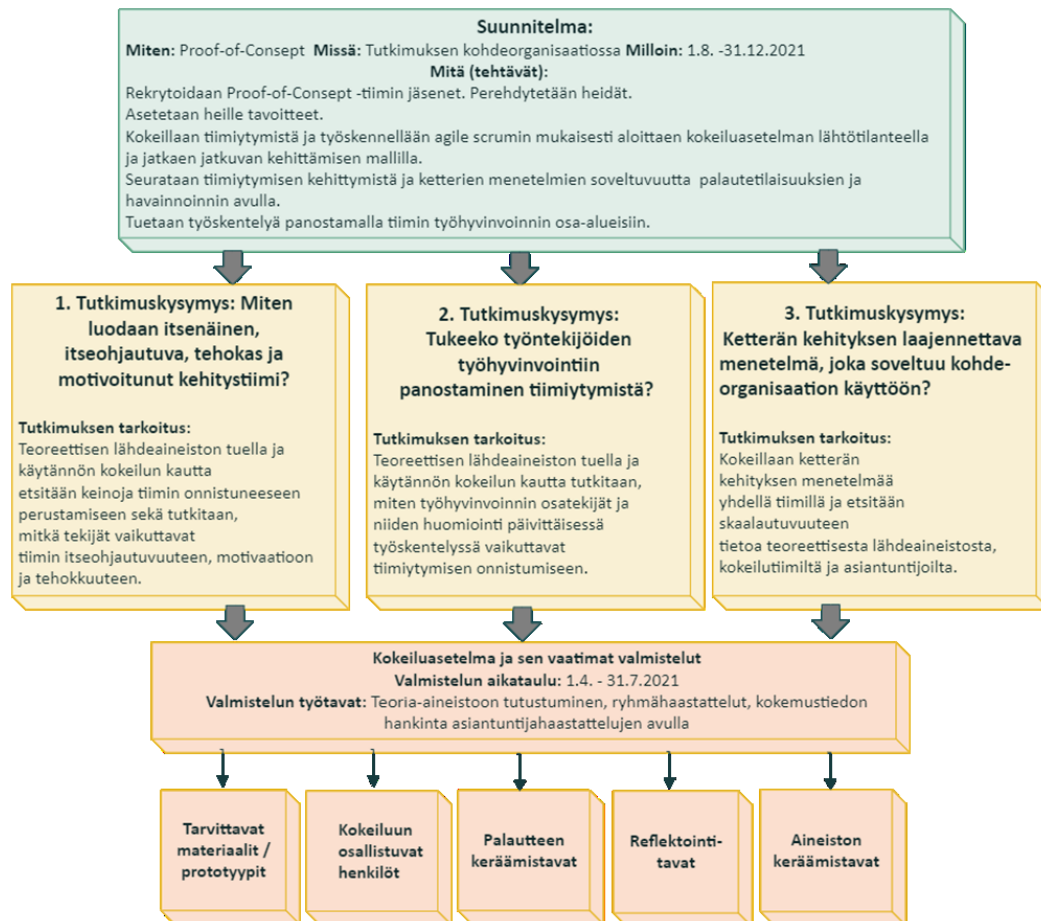 Suunnitelma:
Miten: Proof-of-Consept Missä: Tutkimuksen kohdeorganisaatiossa Milloin: 1.8. -31.12.2021
Mitä (tehtävät):
Rekrytoidaan Proof-of-Consept -tiimin jäsenet. Perehdytetään heidät.
Asetetaan heille tavoitteet.
Kokeillaan tiimiytymistä ja työskennellään agile scrumin mukaisesti aloittaen kokeiluasetelman lähtötilanteella
ja jatkaen jatkuvan kehittämisen mallilla.
Seurataan tiimiytymisen kehittymistä ja ketterien menetelmien soveltuvuutta palautetilaisuuksien ja
havainnoinnin avulla.
Tuetaan työskentelyä panostamalla tiimin työhyvinvoinnin osa-alueisiin.
1. Tutkimuskysymys: Miten
luodaan itsenäinen,
itseohjautuva, tehokas ja
motivoitunut kehitystiimi?
Tutkimuksen tarkoitus:
Teoreettisen lähdeaineiston tuella ja
käytännön kokeilun kautta
etsitään keinoja tiimin onnistuneeseen
perustamiseen sekä tutkitaan,
mitkä tekijät vaikuttavat
tiimin itseohjautuvuuteen, motivaatioon
ja tehokkuuteen.
2. Tutkimuskysymys:
Tukeeko työntekijöiden
työhyvinvointiin
panostaminen tiimiytymistä?
Tutkimuksen tarkoitus:
Teoreettisen lähdeaineiston tuella ja
käytännön kokeilun kautta tutkitaan,
miten työhyvinvoinnin osatekijät ja
niiden huomiointi päivittäisessä
työskentelyssä vaikuttavat
tiimiytymisen onnistumiseen.
3. Tutkimuskysymys:
Ketterän kehityksen laajennettava
menetelmä, joka soveltuu kohde-
organisaation käyttöön?
Tutkimuksen tarkoitus:
Kokeillaan ketterän
kehityksen menetelmää
yhdellä tiimillä ja etsitään
skaalautuvuuteen
tietoa teoreettisesta lähdeaineistosta,
kokeilutiimiltä ja asiantuntijoilta.
Kokeiluasetelma ja sen vaatimat valmistelut
Valmistelun aikataulu: 1.4. - 31.7.2021
Valmistelun työtavat: Teoria-aineistoon tutustuminen, ryhmähaastattelut, kokemustiedon
hankinta asiantuntijahaastattelujen avulla
Tarvittavat
materiaalit /
prototyypit
Kokeiluun
osallistuvat
henkilöt
Palautteen
keräämistavat
Reflektointi-
tavat
Aineiston
keräämistavat